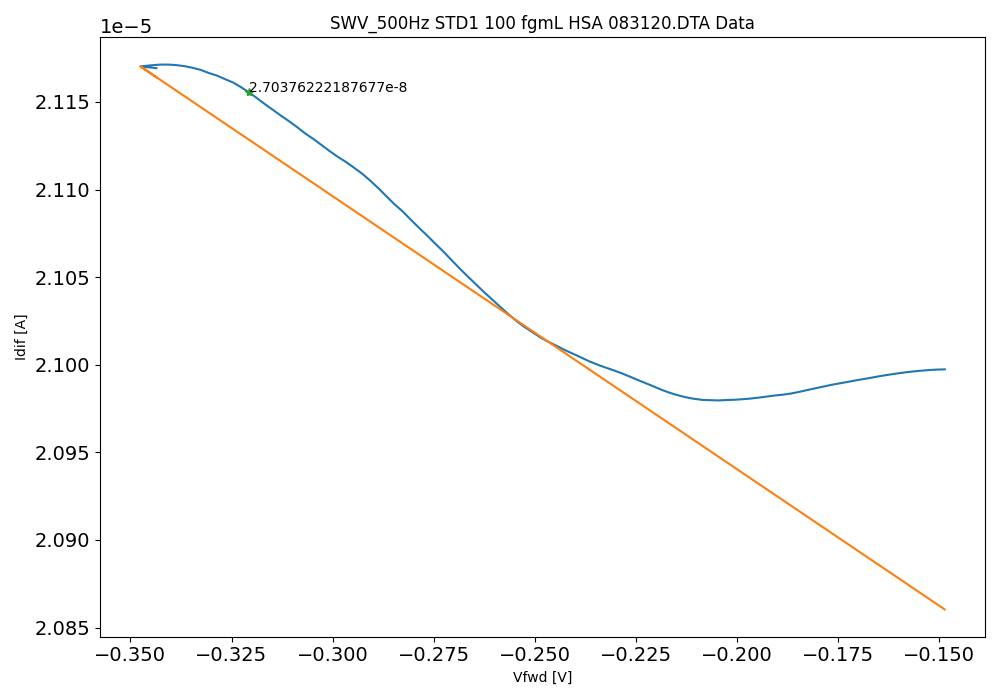 SWV_500Hz STD1 100 fgmL HSA 083120.DTA Data
1e−5
2.70376222187677e-8
2.115
2.110
2.105
2.100
2.095
2.090
2.085
Idif [A]
−0.350 −0.325 −0.300 −0.275 −0.250 −0.225 −0.200 −0.175 −0.150
Vfwd [V]